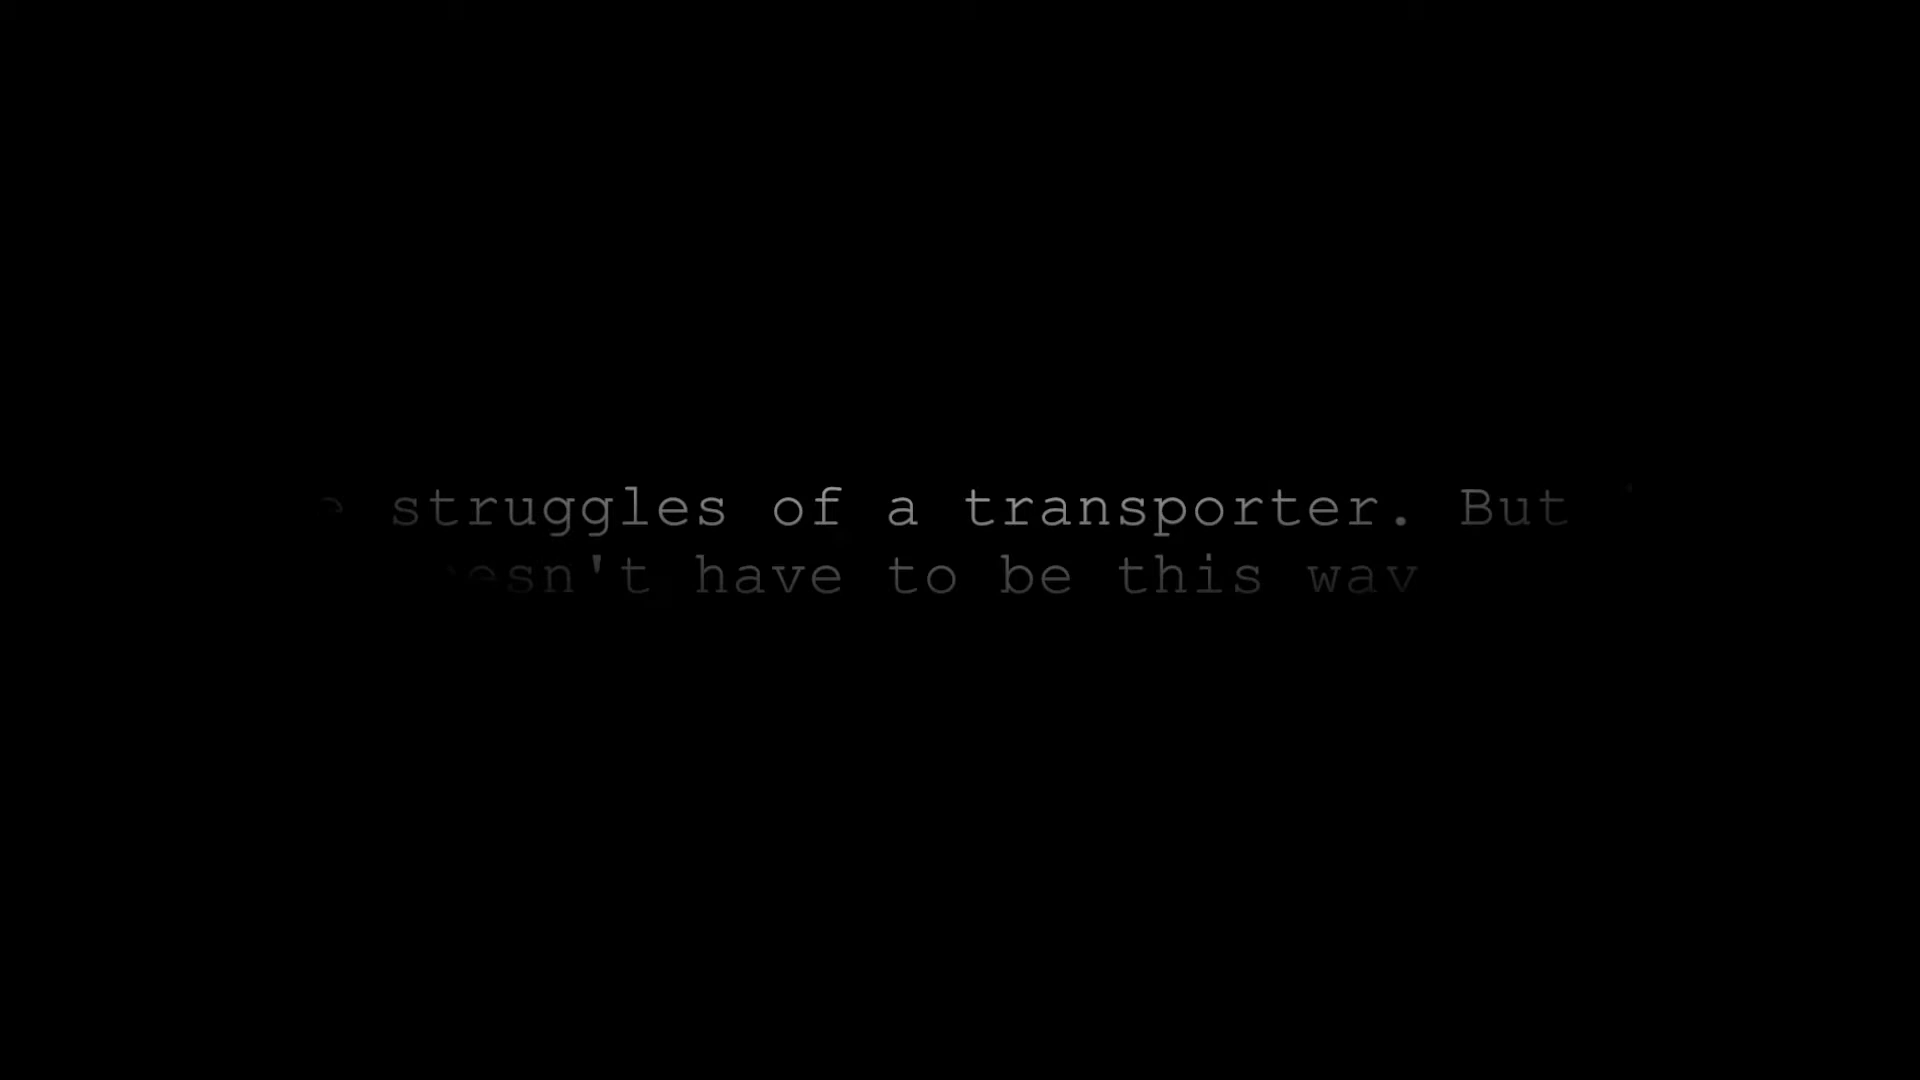 struggles of a transporter. But
have to be this